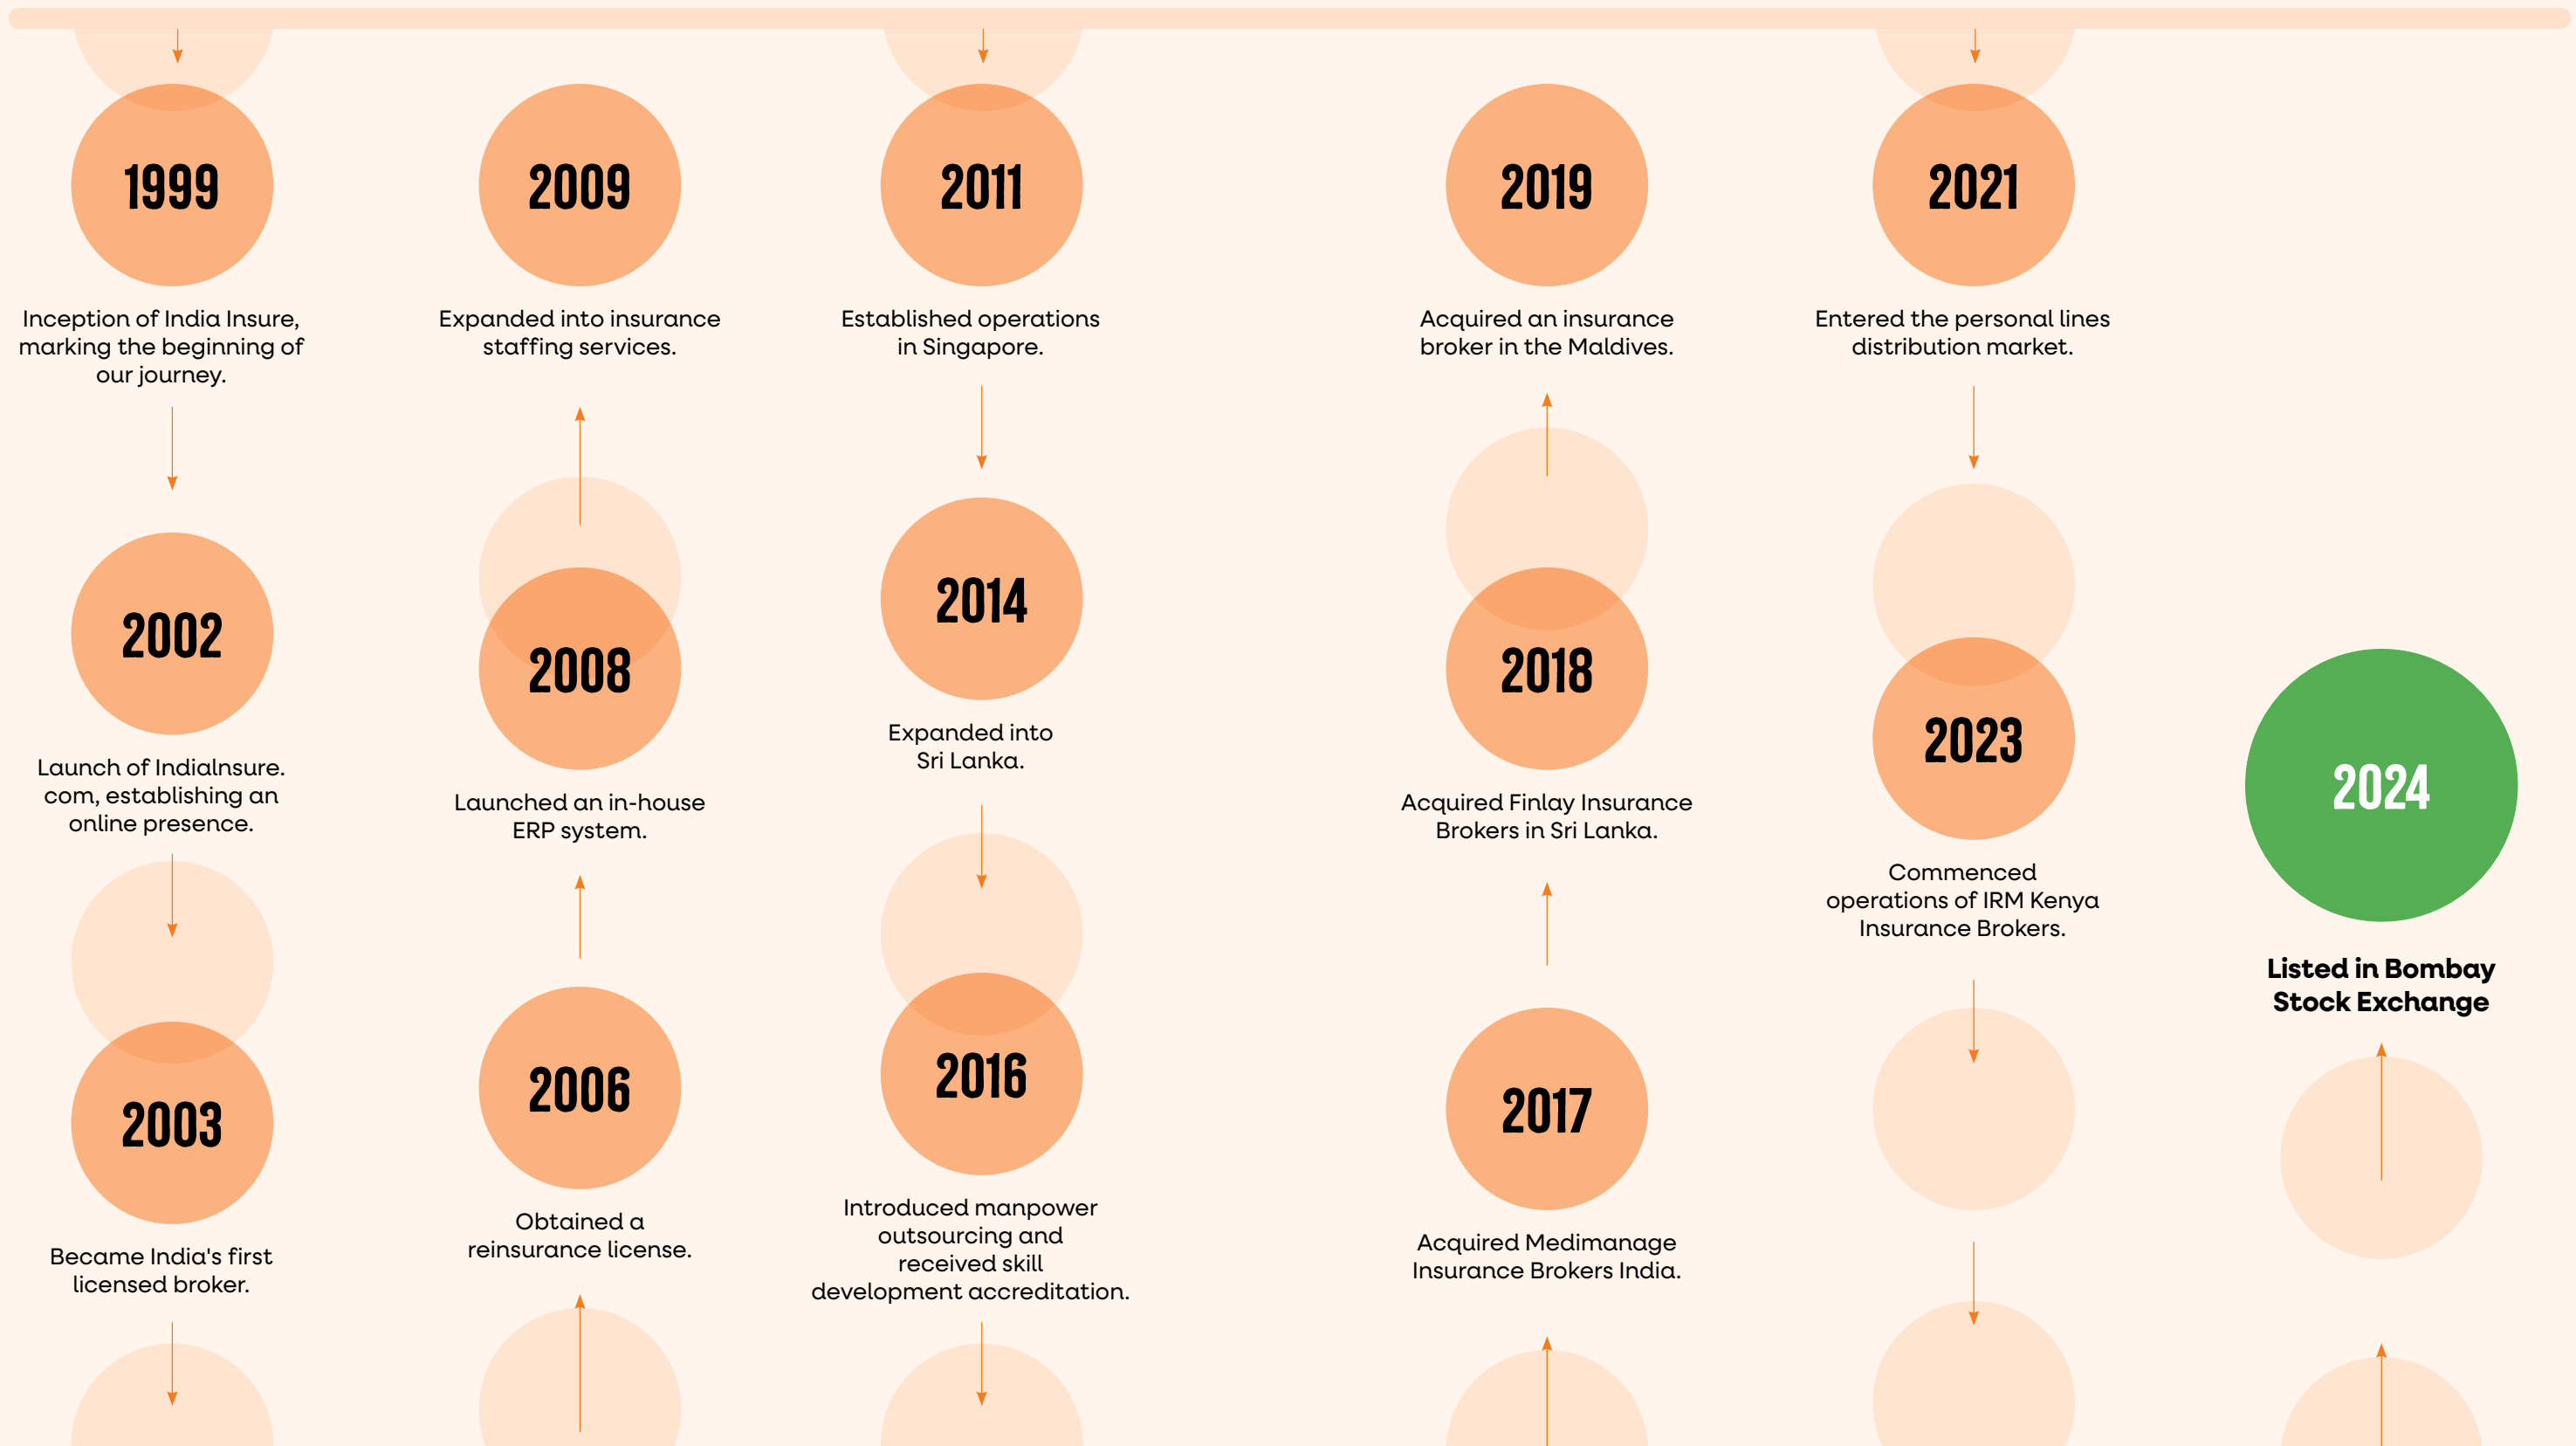 1999
Inception of India Insure,
marking the beginning of
our journey.
2002
Launch of Indialnsure.
com, establishing an
online presence.
2003
Became India's first
licensed broker.
2009
Expanded into insurance
staffing services.
2008
Launched an in-house
ERP system.
2006
Obtained a
reinsurance license.
2011
Established operations
in Singapore.
2014
Expanded into
Sri Lanka.
2016
Introduced manpower
outsourcing and
received skill
development accreditation.
2019
Acquired an insurance
broker in the Maldives.
2018
Acquired Finlay Insurance
Brokers in Sri Lanka.
2017
Acquired Medimanage
Insurance Brokers India.
2021
Entered the personal lines
distribution market.
2023
Commenced
operations of IRM Kenya
Insurance Brokers.
2024
Listed in Bombay
Stock Exchange